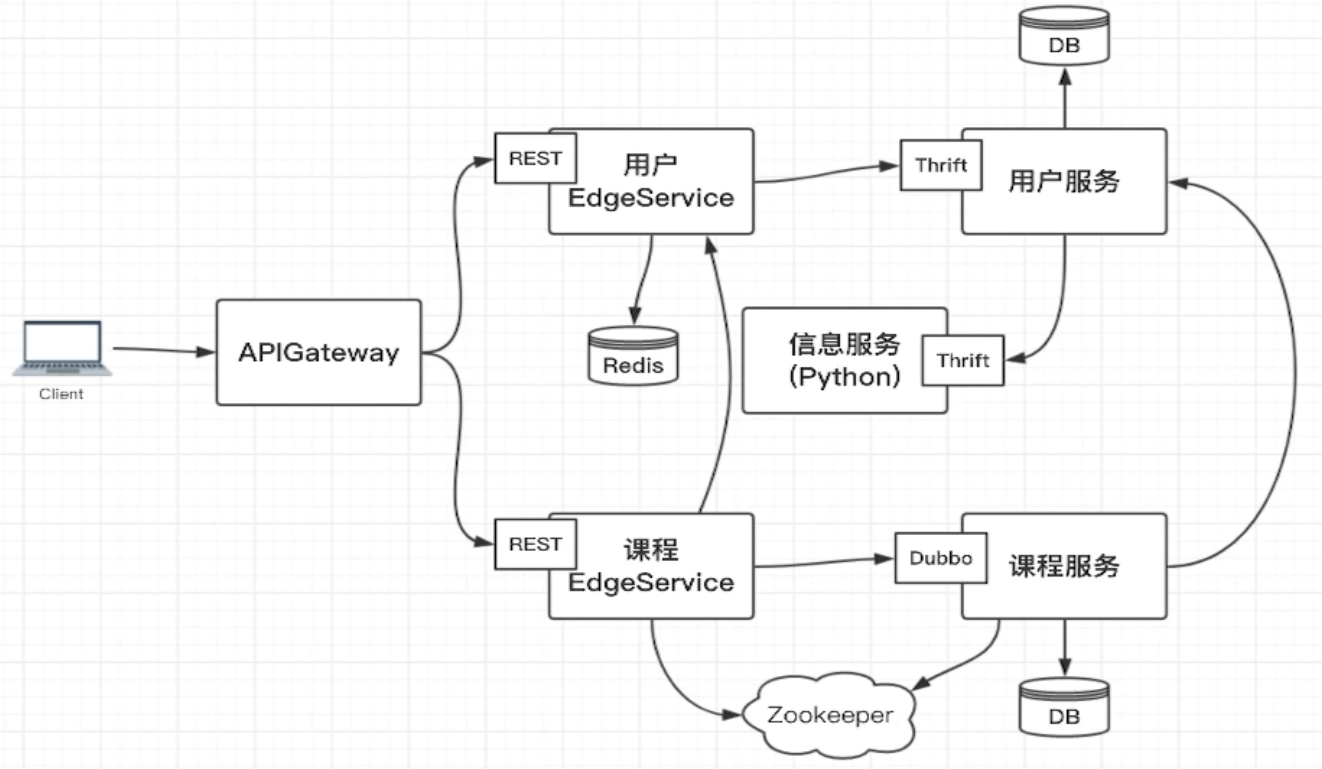 DB
REST
用户
EdgeService
Thrift
用户服务
Client
APIGateway
Redis
信息服务
(Python)
Thrift
REST
课程
EdgeService
Dubbo
课程服务
Zookeeper
DB